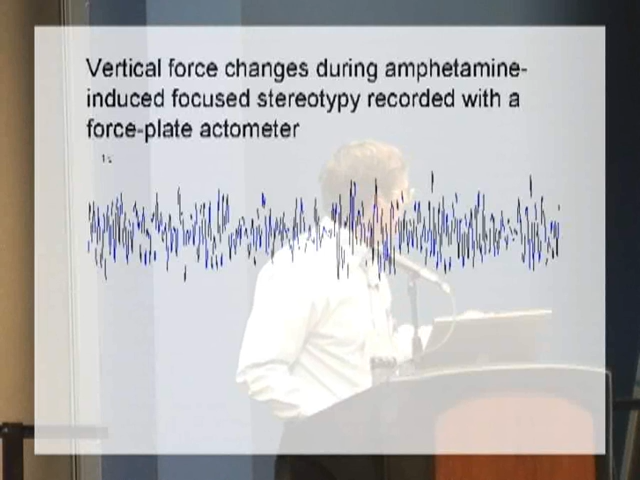 Vertical force changes during amphetamine-
induced focused stereotypy recorded with a
force-plate actometer